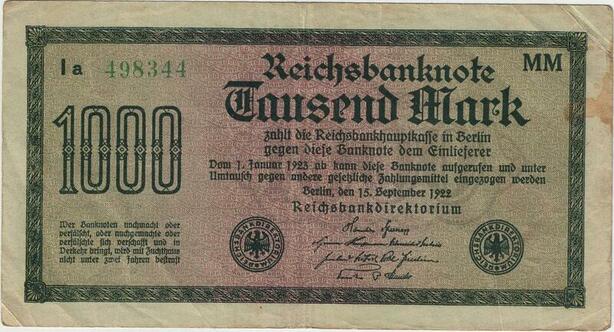 Ia 498344
MM
Reichsbanknote
Tausend Mark
1000
zahlt die Reichsbankhauptkasse in Berlin
gegen diese Banknote dem Einlieferer
Vom 1. Januar 1923 ab kann diese Banknote aufgerufen und unter
Umtausch gegen andere gesetzliche Zahlungsmittel eingezogen werden
Berlin, den 15. September 1922
Reichsbankdirektorium
Wer Banknoten nachmacht oder
verfälscht, oder nachgemachte oder
verfälschte sich verschafft und in
Verkehr bringt, wird mit Zuchthaus
nicht unter zwei Jahren bestraft
REICHSBANKDIREKTORIUM
REICHSBANKDIREKTORIUM